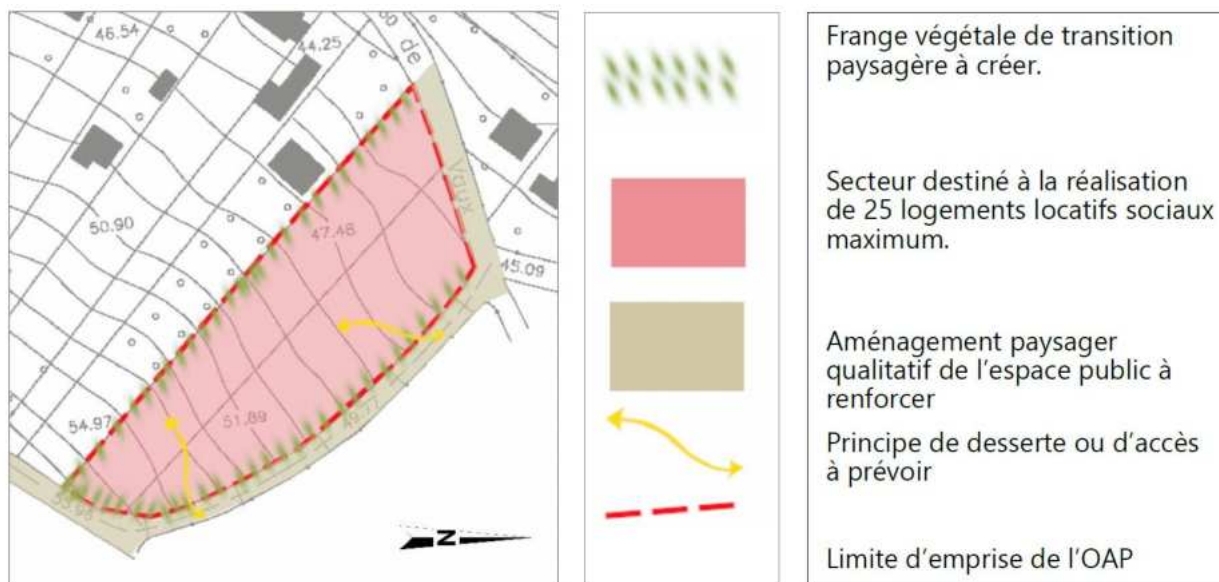 46.54
44.25
50
de
Vaux
50.90
47.46
45.09
54.97
51.89
49.77
55.98
N
Frange végétale de transition
paysagère à créer.
Secteur destiné à la réalisation
de 25 logements locatifs sociaux
maximum.
Aménagement paysager
qualitatif de l'espace public à
renforcer
Principe de desserte ou d'accès
à prévoir
Limite d'emprise de l'OAP